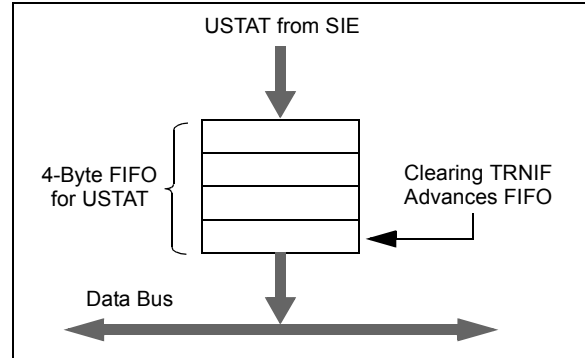 USTAT from SIE
4-Byte FIFO
for USTAT
Clearing TRNIF
Advances FIFO
Data Bus